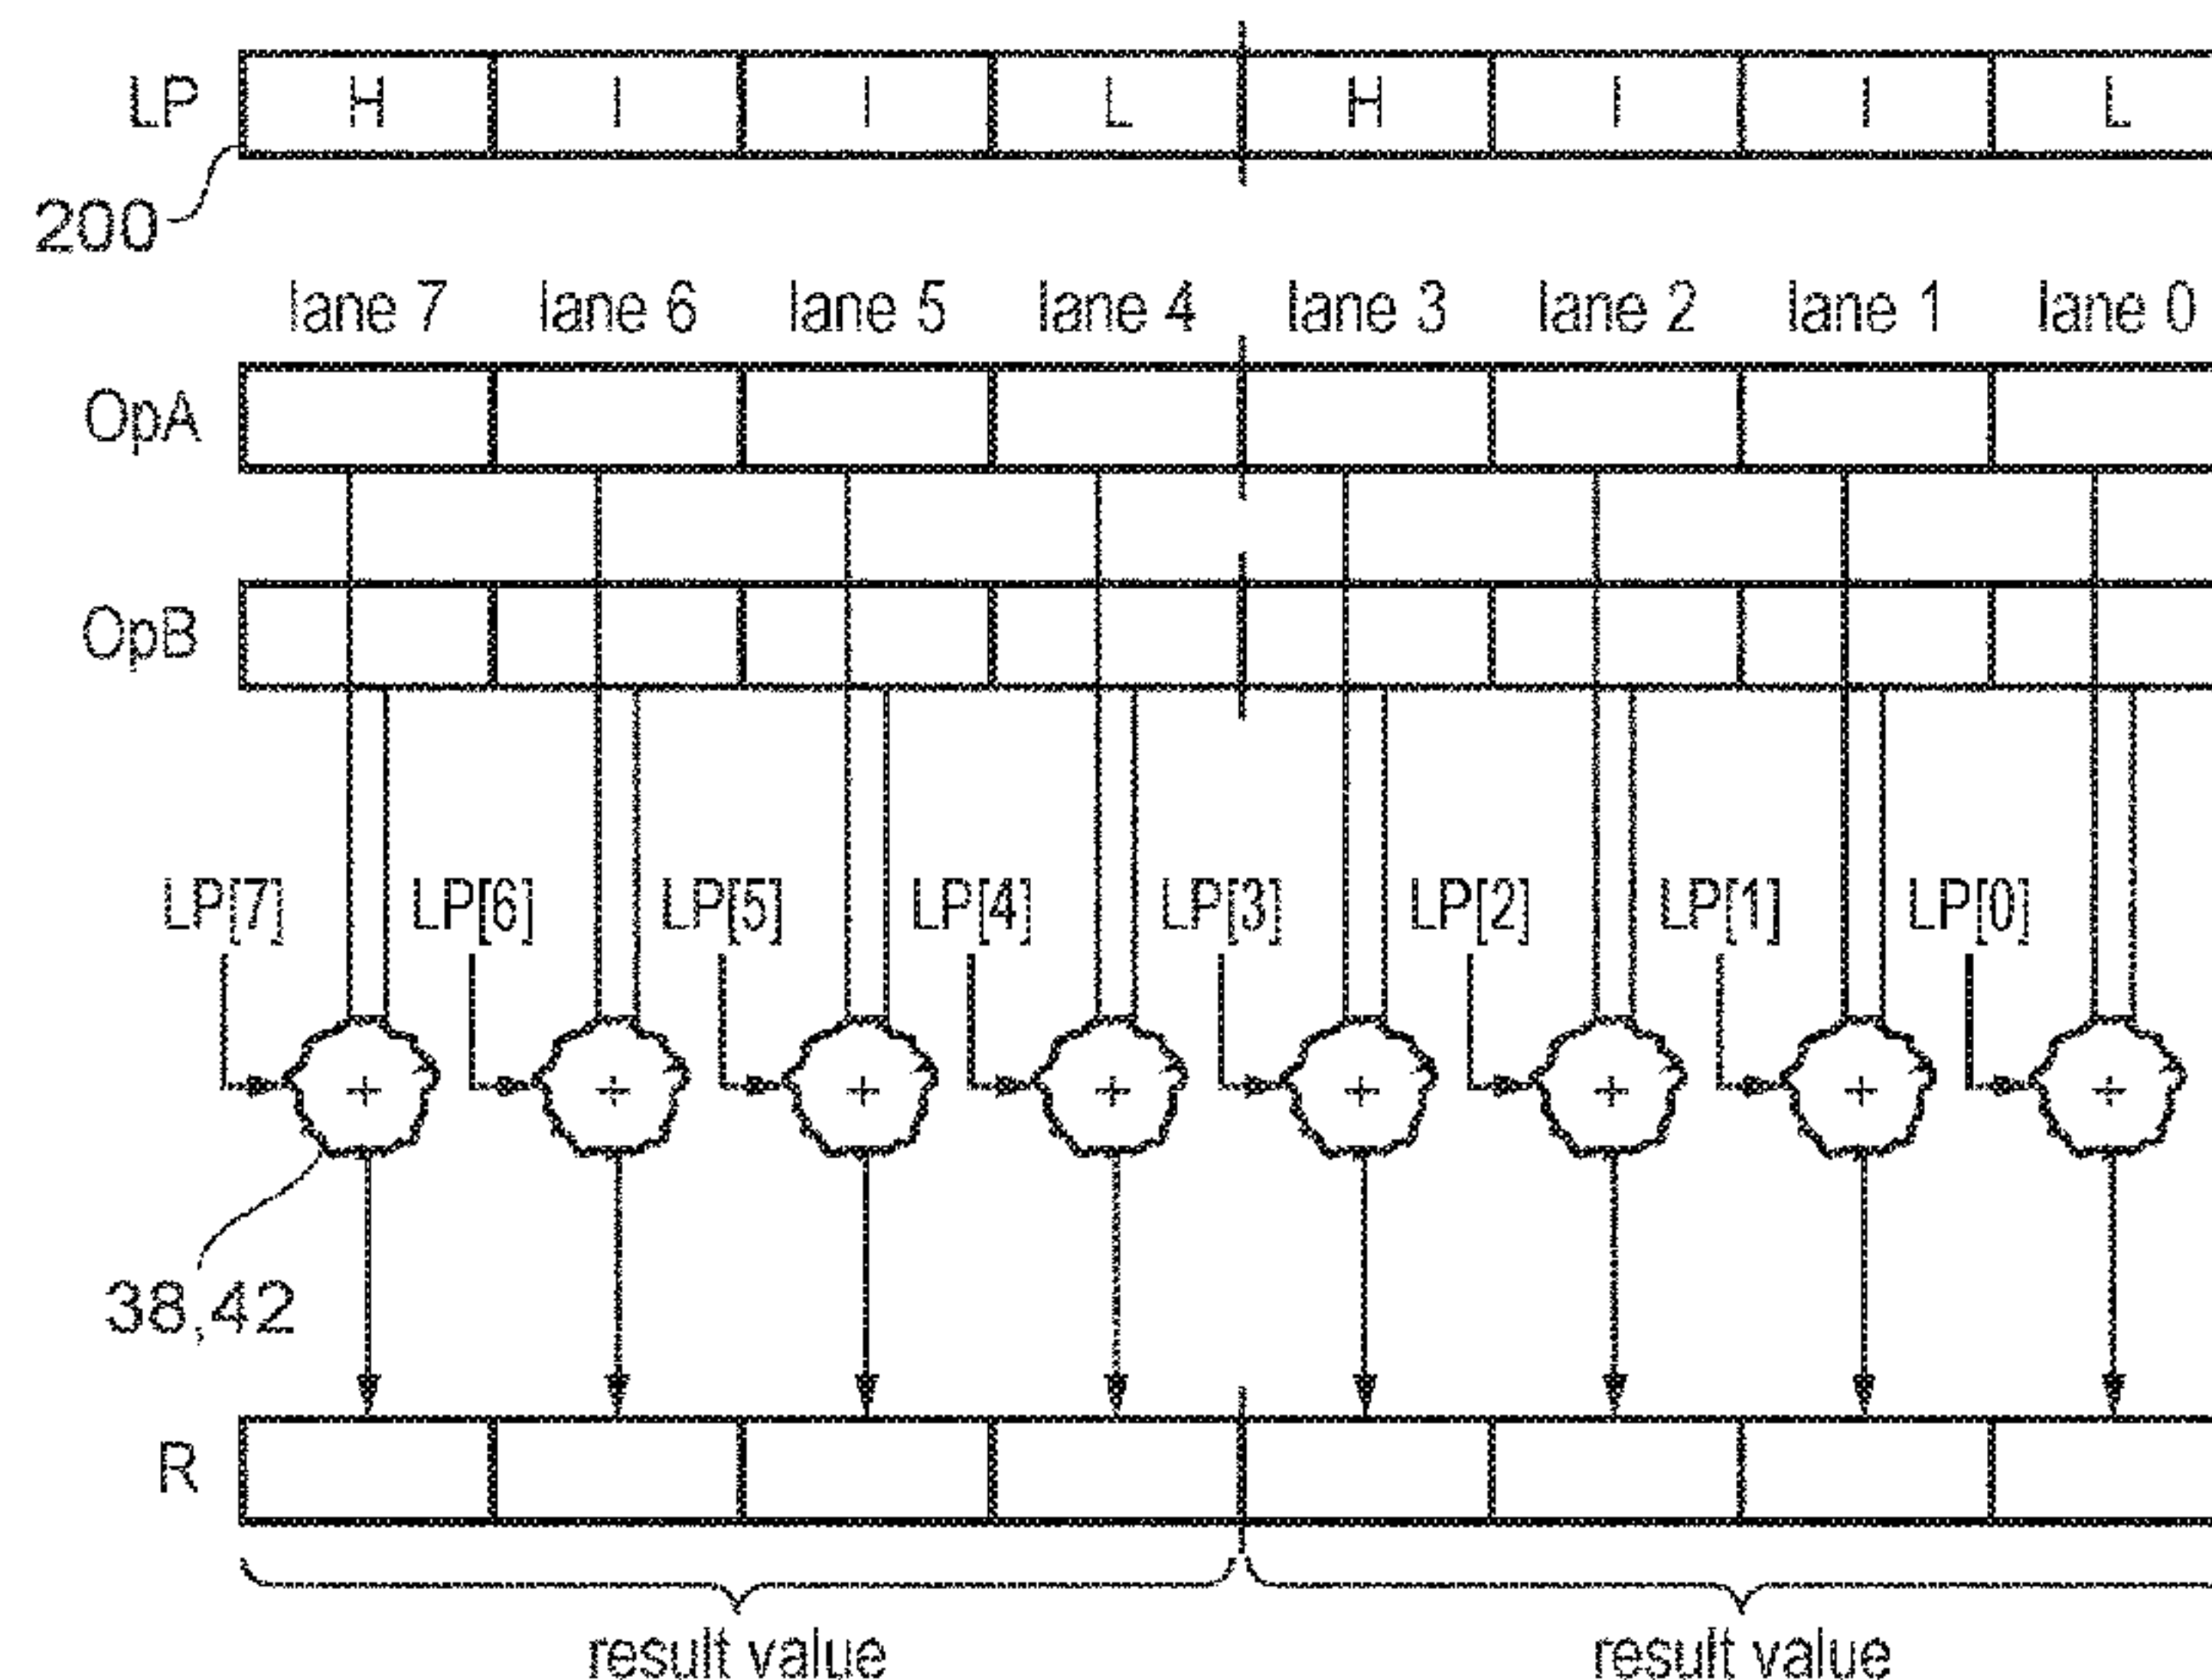 LP H I I L H I I L
200
lane 7 lane 6 lane 5 lane 4 lane 3 lane 2 lane 1 lane 0
OpA
OpB
LP[7] LP[6] LP[5] LP[4] LP[3] LP[2] LP[1] LP[0]
+ + + + + + + +
38,42
R
result value result value